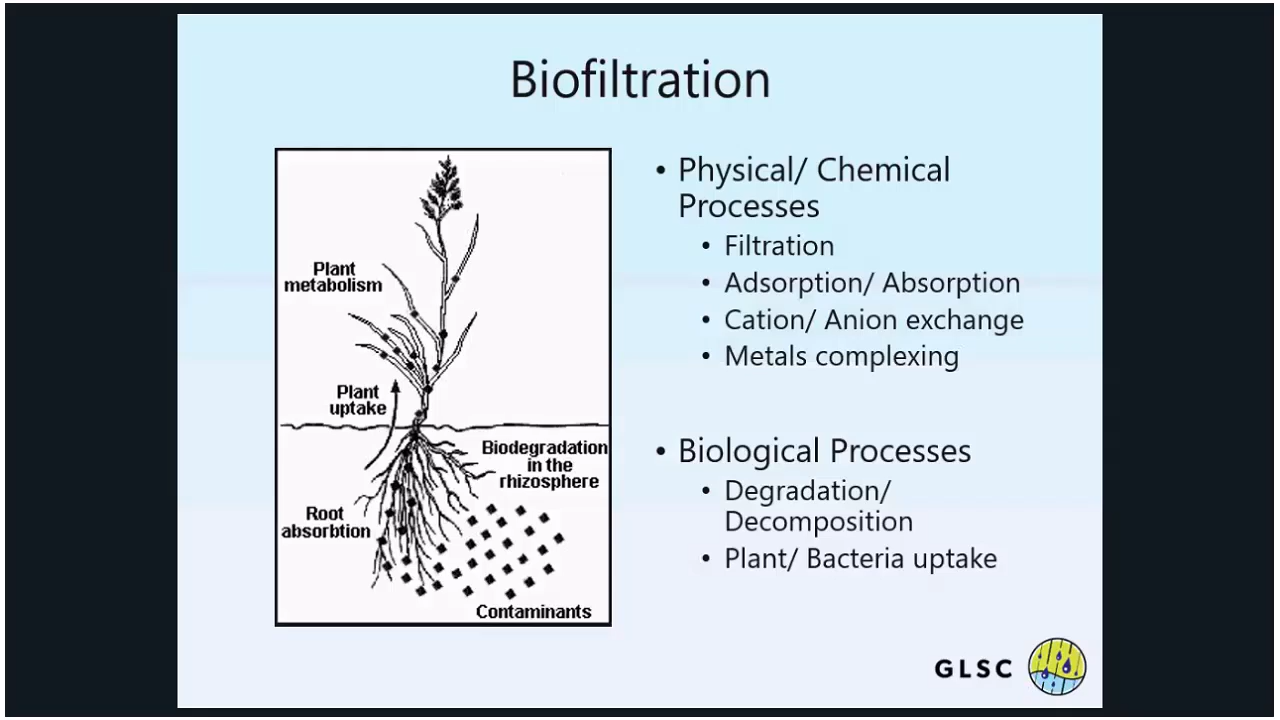 Biofiltration
Plant
metabolism
Plant
uptake
Biodegradation
in the
rhizosphere
Root
absorbtion
Contaminants
• Physical/ Chemical
Processes
• Filtration
• Adsorption/ Absorption
• Cation/ Anion exchange
• Metals complexing
• Biological Processes
• Degradation/
Decomposition
• Plant/ Bacteria uptake
GLSC